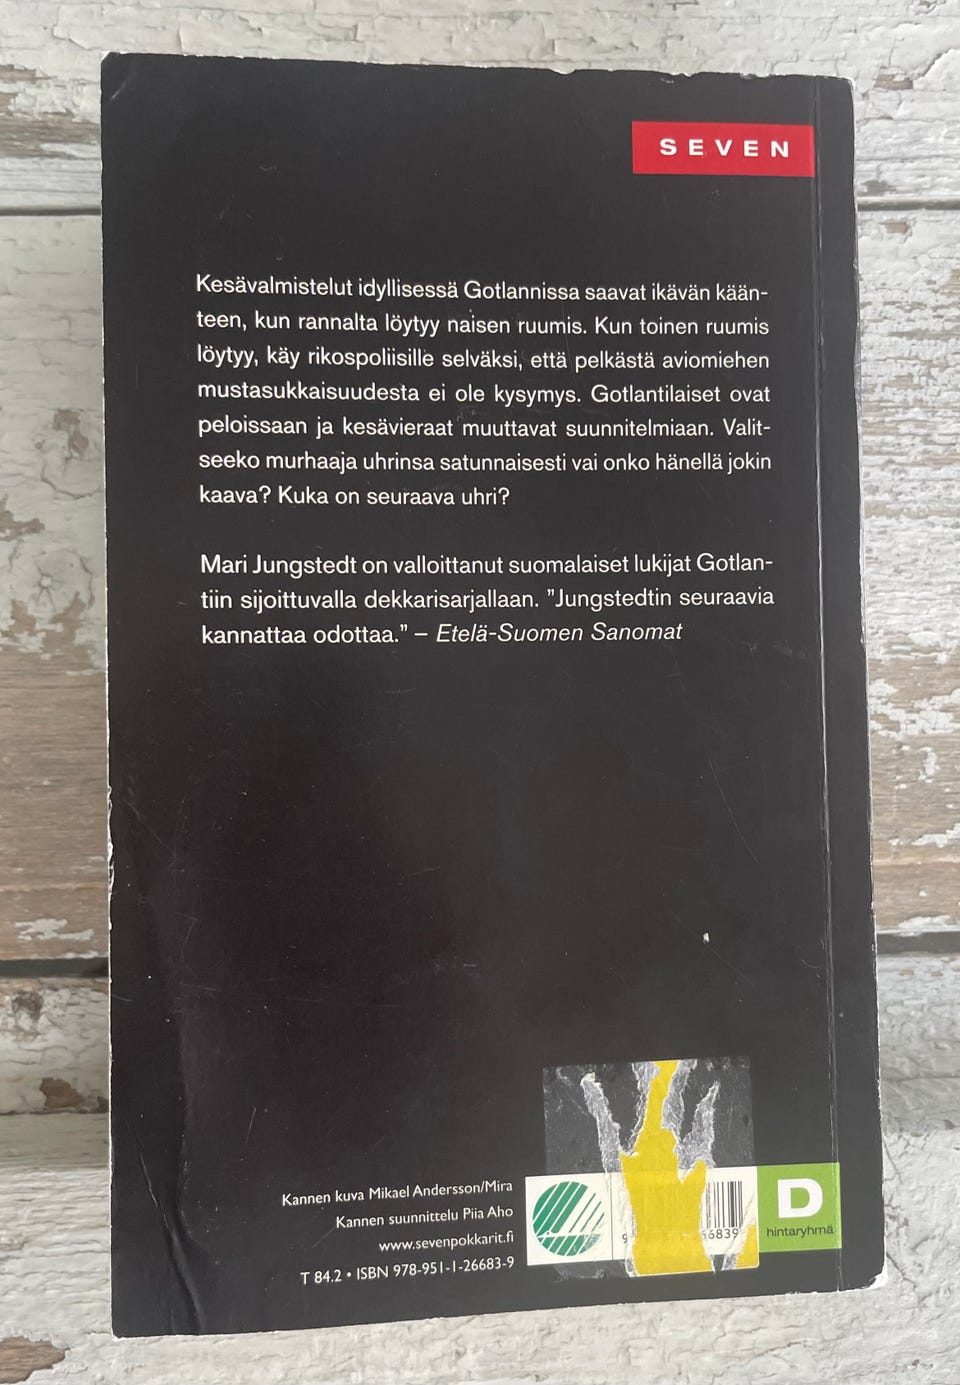 SEVEN
Kesävalmistelut idyllisessä Gotlannissa saavat ikävän kään-
teen, kun rannalta löytyy naisen ruumis. Kun toinen ruumis
löytyy, käy rikospoliisille selväksi, että pelkästä aviomiehen
mustasukkaisuudesta ei ole kysymys. Gotlantilaiset ovat
peloissaan ja kesävieraat muuttavat suunnitelmiaan. Valit-
seeko murhaaja uhrinsa satunnaisesti vai onko hänellä jokin
kaava? Kuka on seuraava uhri?
Mari Jungstedt on valloittanut suomalaiset lukijat Gotlan-
tiin sijoittuvalla dekkarisarjallaan. ”Jungstedtin seuraavia
kannattaa odottaa.” – Etelä-Suomen Sanomat
Kannen kuva Mikael Andersson/Mira
Kannen suunnittelu Piia Aho
www.sevenpokkarit.fi
T 84.2 • ISBN 978-951-1-26683-9
9
6839
D
hintaryhmä